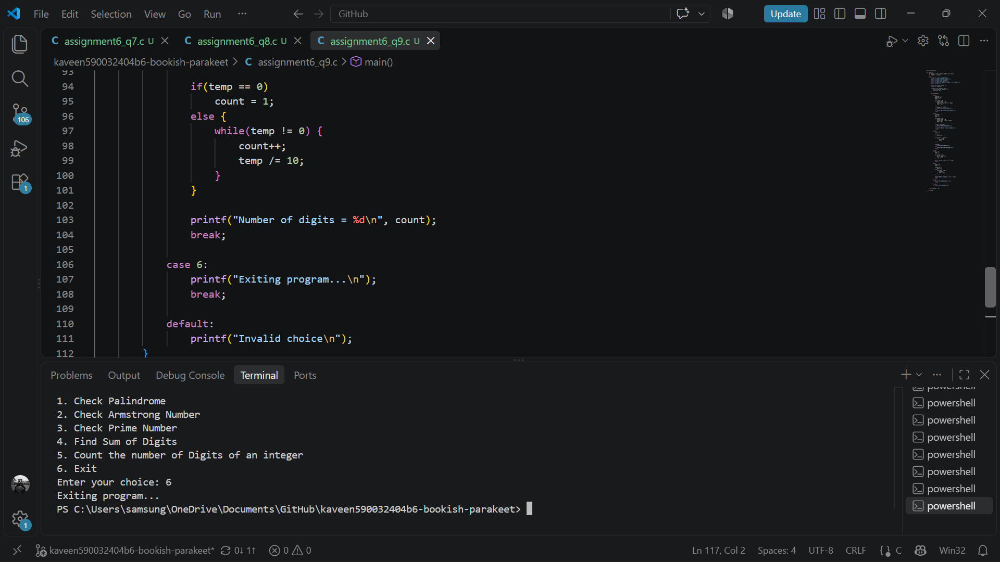 File Edit Selection View Go Run ··· GitHub Update
assignment6_q7.c U assignment6_q8.c U assignment6_q9.c U
kaveen590032404b6-bookish-parakeet > C assignment6_q9.c > main()
93
94 if(temp == 0)
95 count = 1;
96 else {
97 while(temp != 0) {
98 count++;
99 temp /= 10;
100 }
101 }
102
103 printf("Number of digits = %d\n", count);
104 break;
105
106 case 6:
107 printf("Exiting program...\n");
108 break;
109
110 default:
111 printf("Invalid choice\n");
112 }
106
1
1
Problems Output Debug Console Terminal Ports
1. Check Palindrome
2. Check Armstrong Number
3. Check Prime Number
4. Find Sum of Digits
5. Count the number of Digits of an integer
6. Exit
Enter your choice: 6
Exiting program...
PS C:\Users\samsung\OneDrive\Documents\GitHub\kaveen590032404b6-bookish-parakeet>
powershell
powershell
powershell
powershell
powershell
powershell
powershell
powershell
kaveen590032404b6-bookish-parakeet* 0↓ 1↑ 0 0 Ln 117, Col 2 Spaces: 4 UTF-8 CRLF {} C Win32